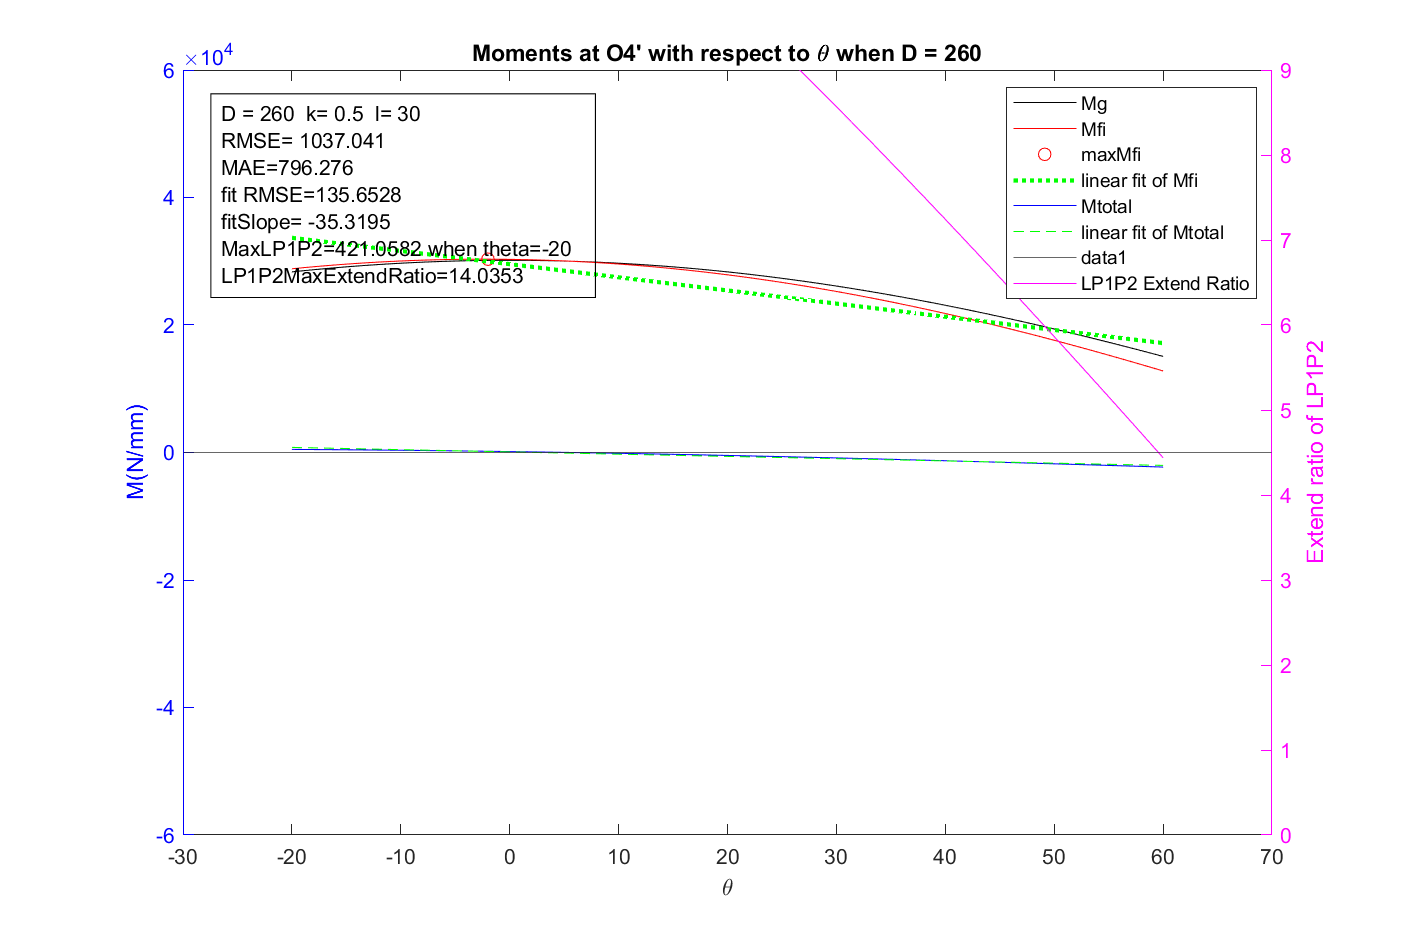 Moments at O4' with respect to θ when D = 260
×10⁴
6
4
2
0
-2
-4
-6
M(N/mm)
D = 260  k= 0.5  l= 30
RMSE= 1037.041
MAE=796.276
fit RMSE=135.6528
fitSlope= -35.3195
MaxLP1P2=421.0582 when theta=-20
LP1P2MaxExtendRatio=14.0353
Mg
Mfi
maxMfi
linear fit of Mfi
Mtotal
linear fit of Mtotal
data1
LP1P2 Extend Ratio
9
8
7
6
5
4
3
2
1
0
Extend ratio of LP1P2
-30 -20 -10 0 10 20 30 40 50 60 70
θ